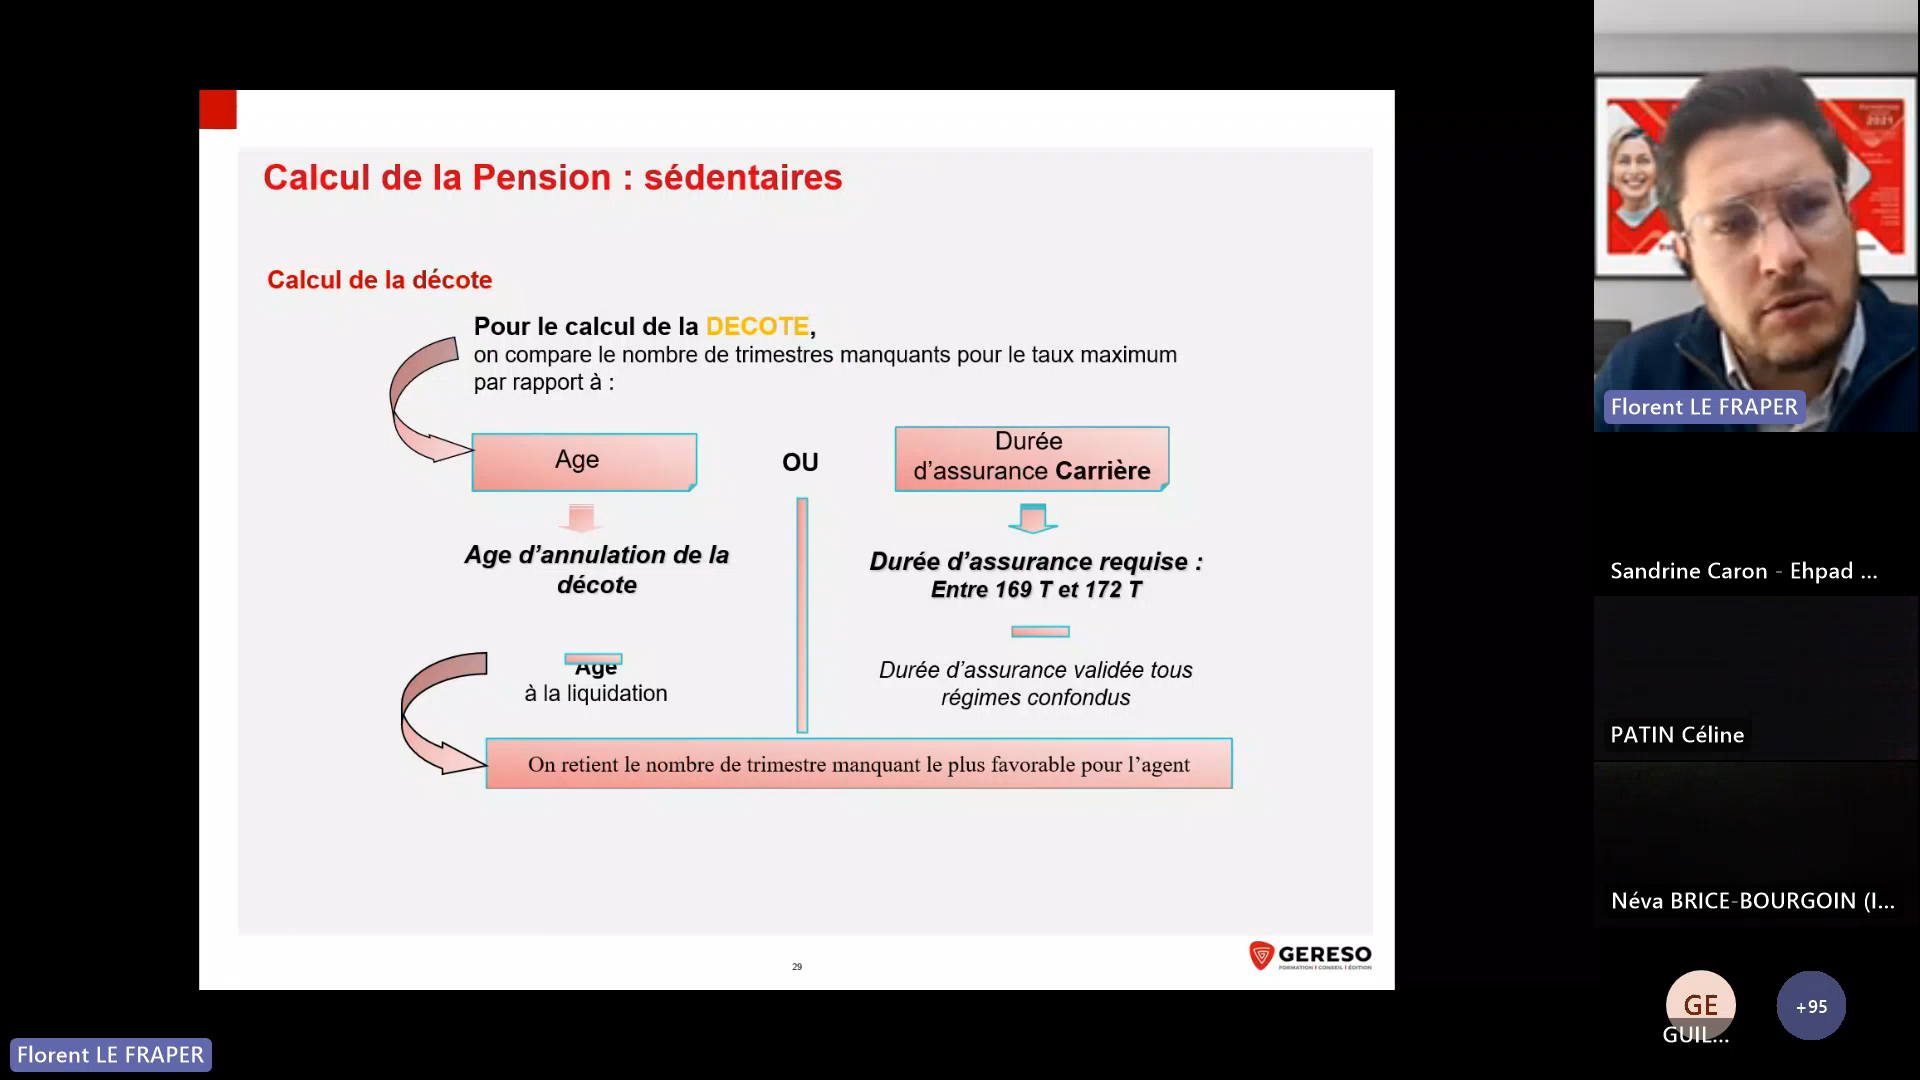 Calcul de la Pension : sédentaires
Calcul de la décote
Pour le calcul de la DECOTE,
on compare le nombre de trimestres manquants pour le taux maximum
par rapport à :
Age
OU
Durée
d’assurance Carrière
Age d’annulation de la
décote
Durée d’assurance requise :
Entre 169 T et 172 T
Age
à la liquidation
Durée d’assurance validée tous
régimes confondus
On retient le nombre de trimestre manquant le plus favorable pour l’agent
29
GERESO
FORMATION I CONSEIL I ÉDITION
Florent LE FRAPER
2021
Florent LE FRAPER
Sandrine Caron - Ehpad ...
PATIN Céline
Néva BRICE-BOURGOIN (I...
GE
GUIL...
+95